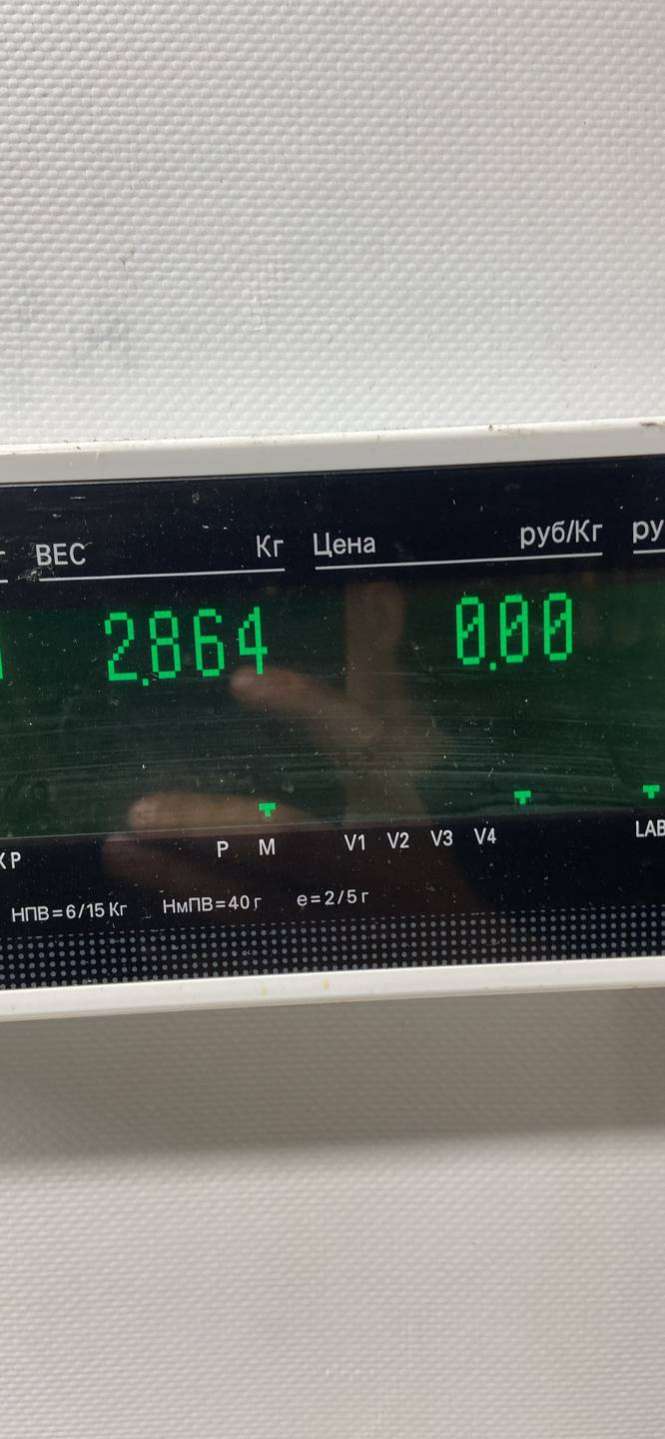 ВЕС Кг Цена руб/Кг
2.864 0.00
P M V1 V2 V3 V4
НПВ=6/15 Кг НмПВ=40 г e=2/5 г